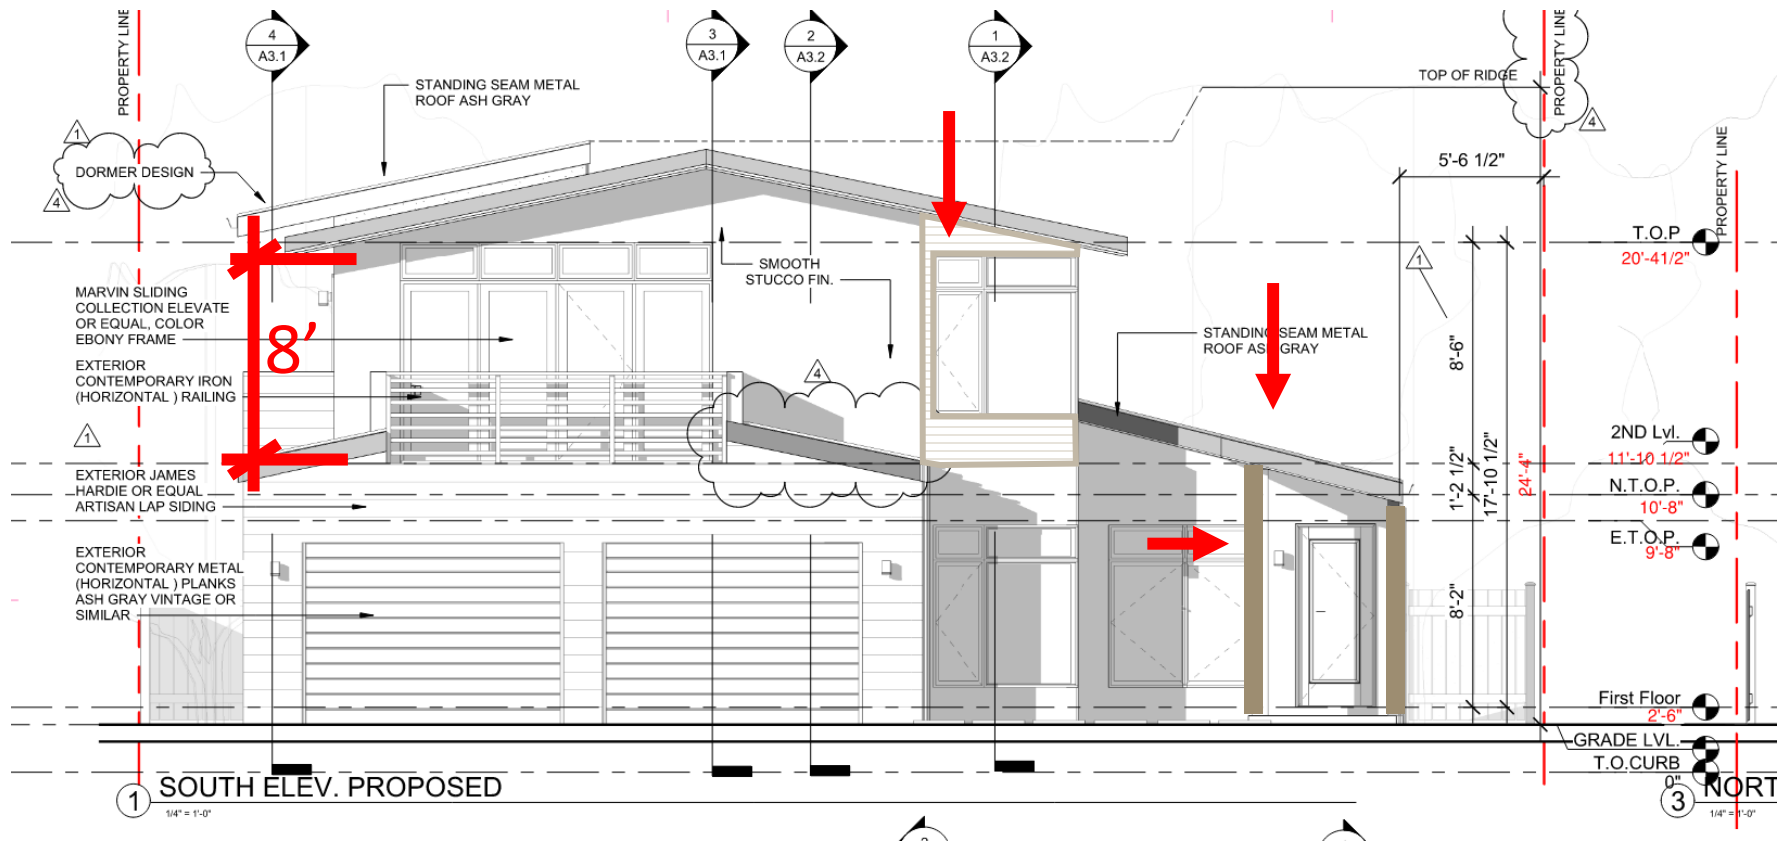 PROPERTY LINE
4
A3.1
3
A3.1
2
A3.2
1
A3.2
PROPERTY LINE
TOP OF RIDGE
4
STANDING SEAM METAL
ROOF ASH GRAY
1
DORMER DESIGN
4
5'-6 1/2"
PROPERTY LINE
T.O.P
20'-41/2"
1
SMOOTH
STUCCO FIN.
MARVIN SLIDING
COLLECTION ELEVATE
OR EQUAL, COLOR
EBONY FRAME
8'
STANDING SEAM METAL
ROOF ASH GRAY
8'-6"
EXTERIOR
CONTEMPORARY IRON
(HORIZONTAL ) RAILING
4
1
2ND Lvl.
11'-10 1/2"
1'-2 1/2"
17'-10 1/2"
24'-4"
EXTERIOR JAMES
HARDIE OR EQUAL
ARTISAN LAP SIDING
N.T.O.P.
10'-8"
E.T.O.P.
9'-8"
EXTERIOR
CONTEMPORARY METAL
(HORIZONTAL ) PLANKS
ASH GRAY VINTAGE OR
SIMILAR
8'-2"
First Floor
2'-6"
GRADE LVL.
T.O.CURB
0"
1
SOUTH ELEV. PROPOSED
1/4" = 1'-0"
3
NORT
1/4" = 1'-0"